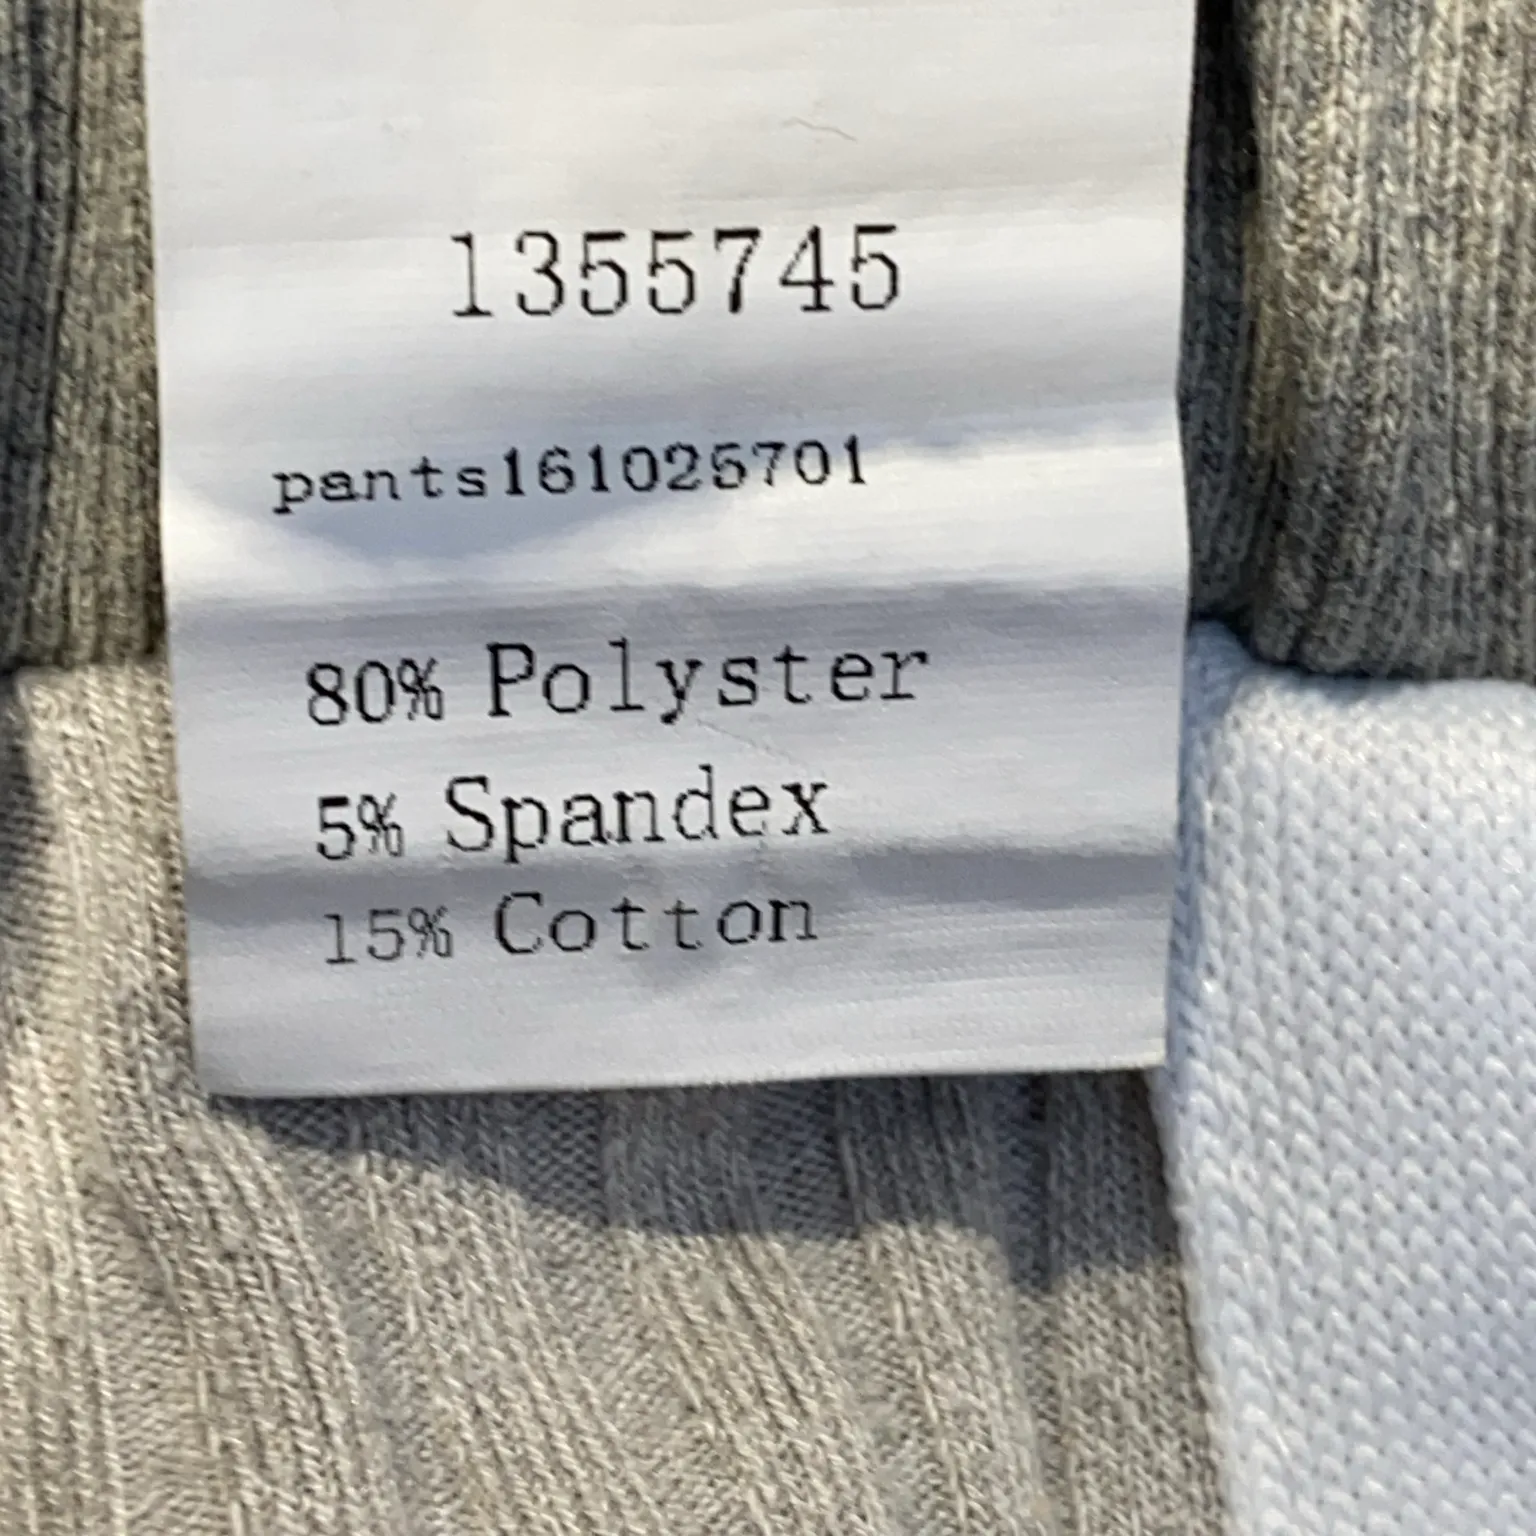 1355745
pants161025701
80% Polyster
5% Spandex
15% Cotton